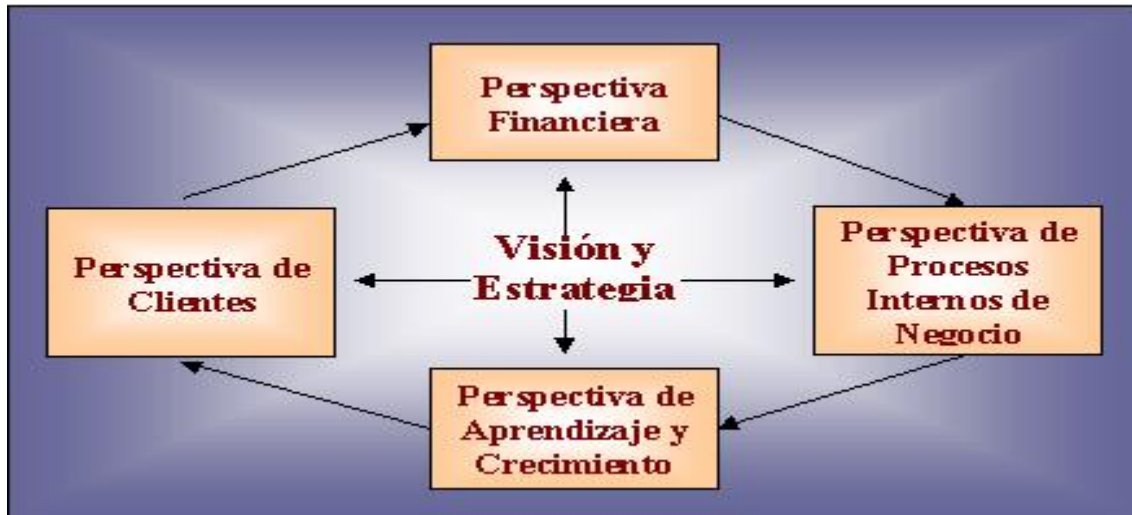 Perspectiva
Financiera
Perspectiva de
Clientes
Visión y
Estrategia
Perspectiva de
Procesos
Internos de
Negocio
Perspectiva de
Aprendizaje y
Crecimiento